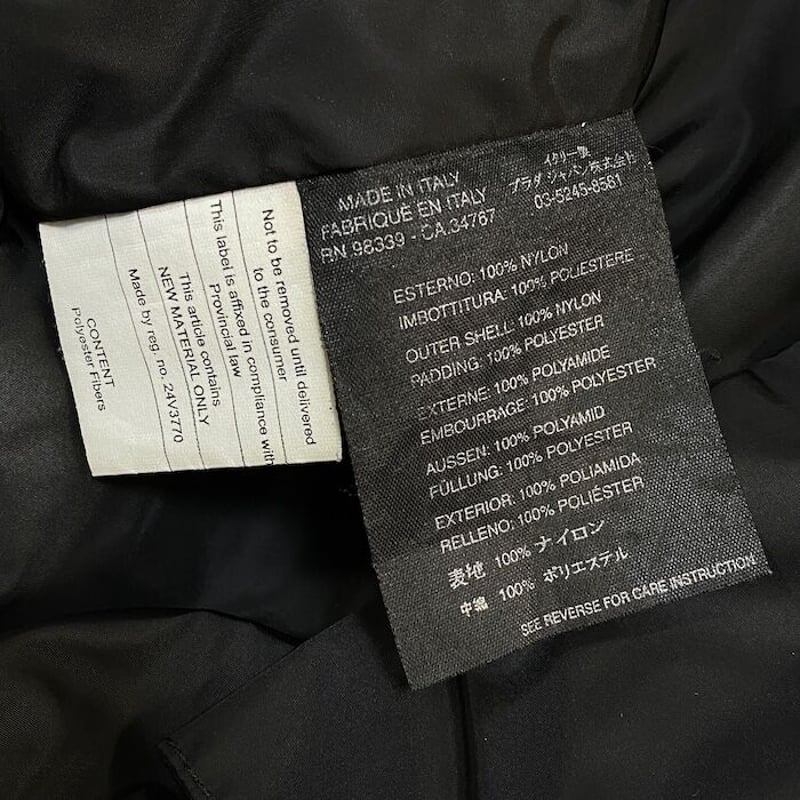 Not to be removed until delivered
to the consumer
This label is affixed in compliance with
Provincial law
This article contains
NEW MATERIAL ONLY
Made by reg. no. 24V3770
CONTENT
Polyester Fibers
MADE IN ITALY
FABRIQUÉ EN ITALY
RN 98339 - CA 34767
イタリー製
プラダ ジャパン株式会社
03-5245-8581
ESTERNO: 100% NYLON
IMBOTTITURA: 100% POLIESTERE
OUTER SHELL: 100% NYLON
PADDING: 100% POLYESTER
EXTERNE: 100% POLYAMIDE
EMBOURRAGE: 100% POLYESTER
AUSSEN: 100% POLYAMID
FÜLLUNG: 100% POLYESTER
EXTERIOR: 100% POLIAMIDA
RELLENO: 100% POLIÉSTER
表地 100% ナイロン
中綿 100% ポリエステル
SEE REVERSE FOR CARE INSTRUCTION